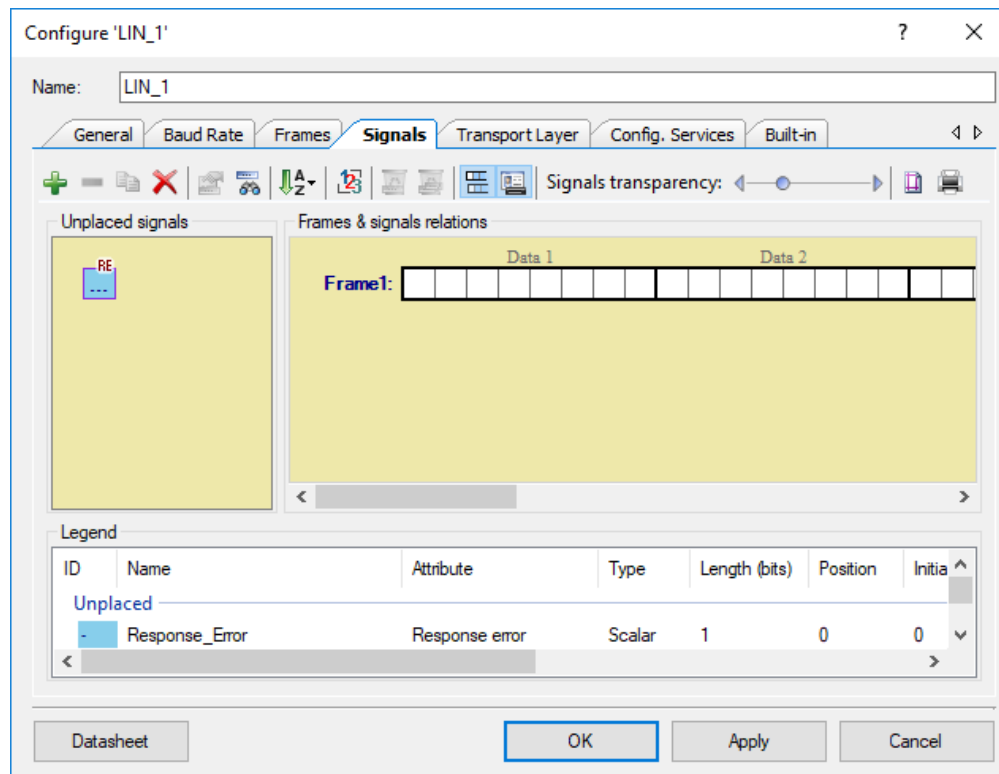 Configure 'LIN_1' ?
Name: LIN_1
General Baud Rate Frames Signals Transport Layer Config. Services Built-in
A Z 123 Signals transparency:
Unplaced signals Frames & signals relations
RE
...
Data 1 Data 2
Frame1:
Legend
ID Name Attribute Type Length (bits) Position Initia
Unplaced
- Response_Error Response error Scalar 1 0 0
Datasheet OK Apply Cancel